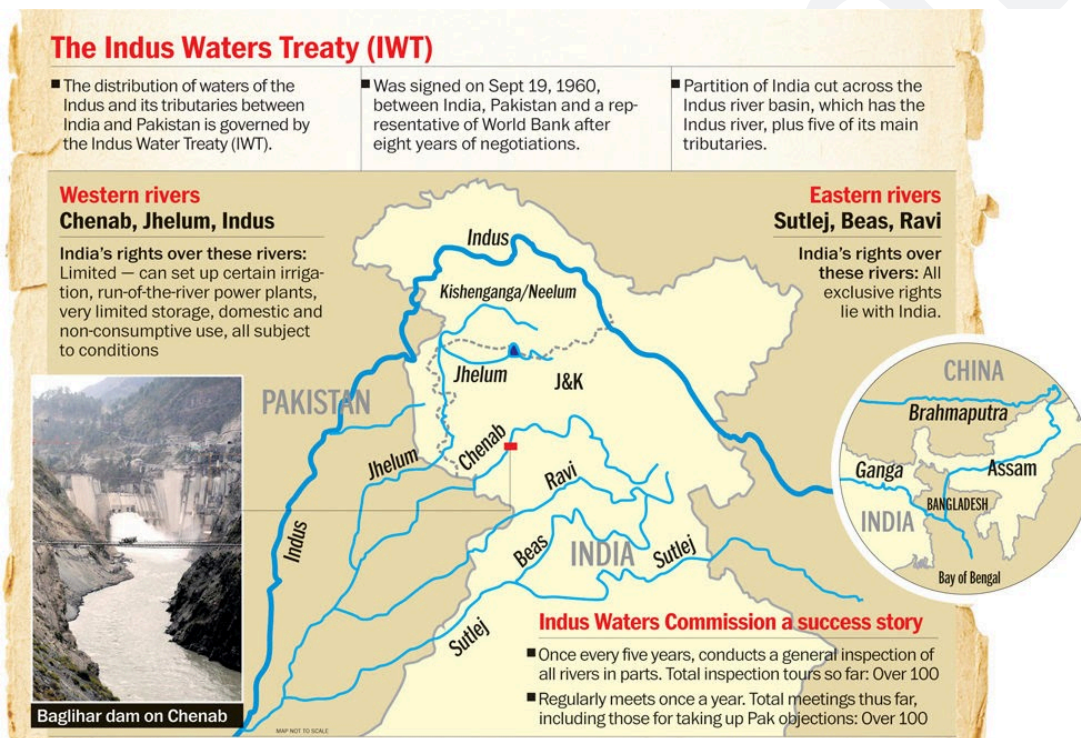 The Indus Waters Treaty (IWT)
■ The distribution of waters of the
Indus and its tributaries between
India and Pakistan is governed by
the Indus Water Treaty (IWT).
■ Was signed on Sept 19, 1960,
between India, Pakistan and a rep-
resentative of World Bank after
eight years of negotiations.
■ Partition of India cut across the
Indus river basin, which has the
Indus river, plus five of its main
tributaries.
Western rivers
Chenab, Jhelum, Indus
India's rights over these rivers:
Limited — can set up certain irriga-
tion, run-of-the-river power plants,
very limited storage, domestic and
non-consumptive use, all subject
to conditions
Eastern rivers
Sutlej, Beas, Ravi
India's rights over
these rivers: All
exclusive rights
lie with India.
Indus
Kishenganga/Neelum
Jhelum
J&K
PAKISTAN
Chenab
Jhelum
Ravi
Indus
Beas
INDIA
Sutlej
Sutlej
CHINA
Brahmaputra
Ganga
Assam
BANGLADESH
INDIA
Bay of Bengal
Baglihar dam on Chenab
MAP NOT TO SCALE
Indus Waters Commission a success story
■ Once every five years, conducts a general inspection of
all rivers in parts. Total inspection tours so far: Over 100
■ Regularly meets once a year. Total meetings thus far,
including those for taking up Pak objections: Over 100